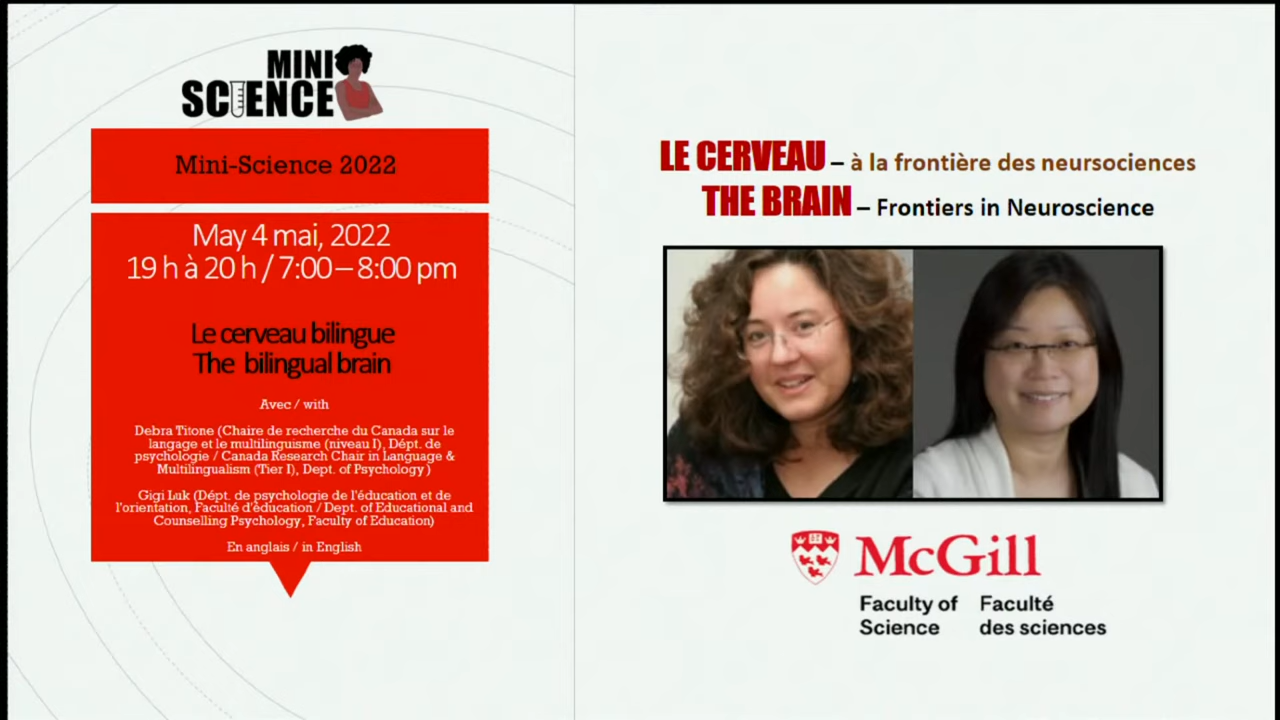 MINI
SCIENCE
Mini-Science 2022
May 4 mai, 2022
19 h à 20 h / 7:00 – 8:00 pm
Le cerveau bilingue
The bilingual brain
Avec / with
Debra Titone (Chaire de recherche du Canada sur le
langage et le multilinguisme (niveau I), Dépt. de
psychologie / Canada Research Chair in Language &
Multilingualism (Tier I), Dept. of Psychology)
Gigi Luk (Dépt. de psychologie de l'éducation et de
l'orientation, Faculté d'éducation / Dept. of Educational and
Counselling Psychology, Faculty of Education)
En anglais / in English
LE CERVEAU – à la frontière des neursociences
THE BRAIN – Frontiers in Neuroscience
McGill
Faculty of Science
Faculté des sciences